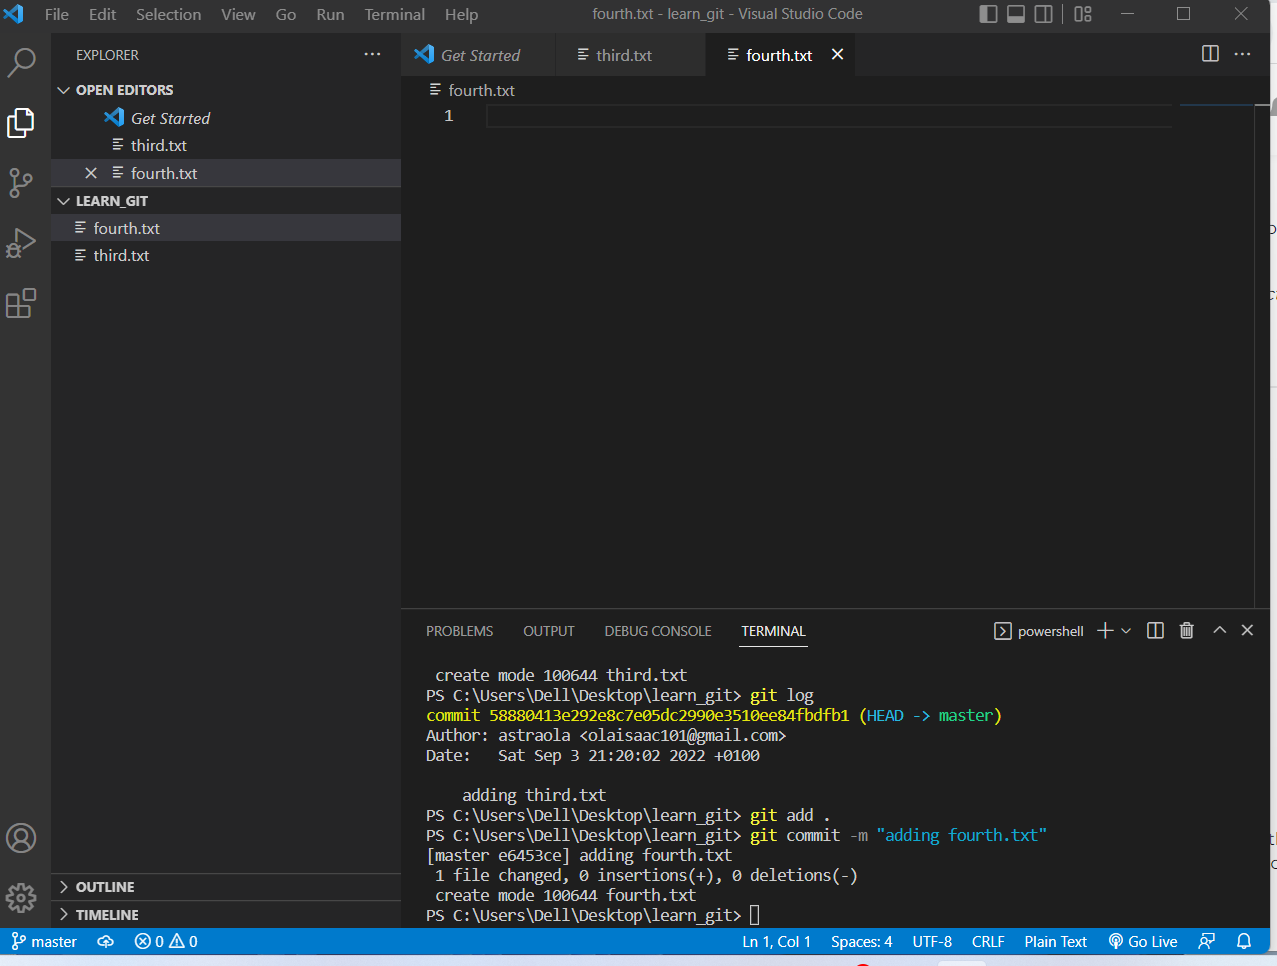 File Edit Selection View Go Run Terminal Help fourth.txt - learn_git - Visual Studio Code
EXPLORER
Get Started third.txt fourth.txt
OPEN EDITORS
Get Started
third.txt
fourth.txt
LEARN_GIT
fourth.txt
third.txt
OUTLINE
TIMELINE
fourth.txt
1
PROBLEMS OUTPUT DEBUG CONSOLE TERMINAL powershell
create mode 100644 third.txt
PS C:\Users\Dell\Desktop\learn_git> git log
commit 58880413e292e8c7e05dc2990e3510ee84fbdfb1 (HEAD -> master)
Author: astraola <olaisaac101@gmail.com>
Date: Sat Sep 3 21:20:02 2022 +0100
adding third.txt
PS C:\Users\Dell\Desktop\learn_git> git add .
PS C:\Users\Dell\Desktop\learn_git> git commit -m "adding fourth.txt"
[master e6453ce] adding fourth.txt
1 file changed, 0 insertions(+), 0 deletions(-)
create mode 100644 fourth.txt
PS C:\Users\Dell\Desktop\learn_git>
master 0 0 Ln 1, Col 1 Spaces: 4 UTF-8 CRLF Plain Text Go Live